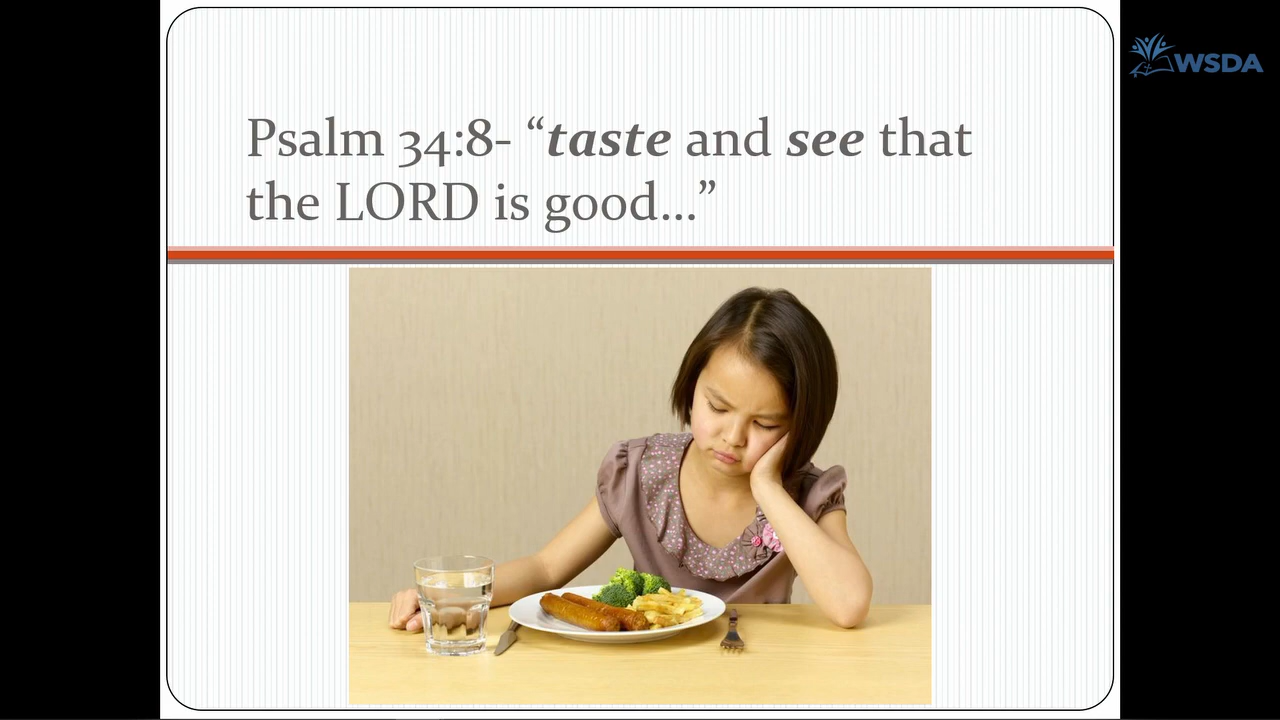 Psalm 34:8- “taste and see that
the LORD is good...”
WSDA